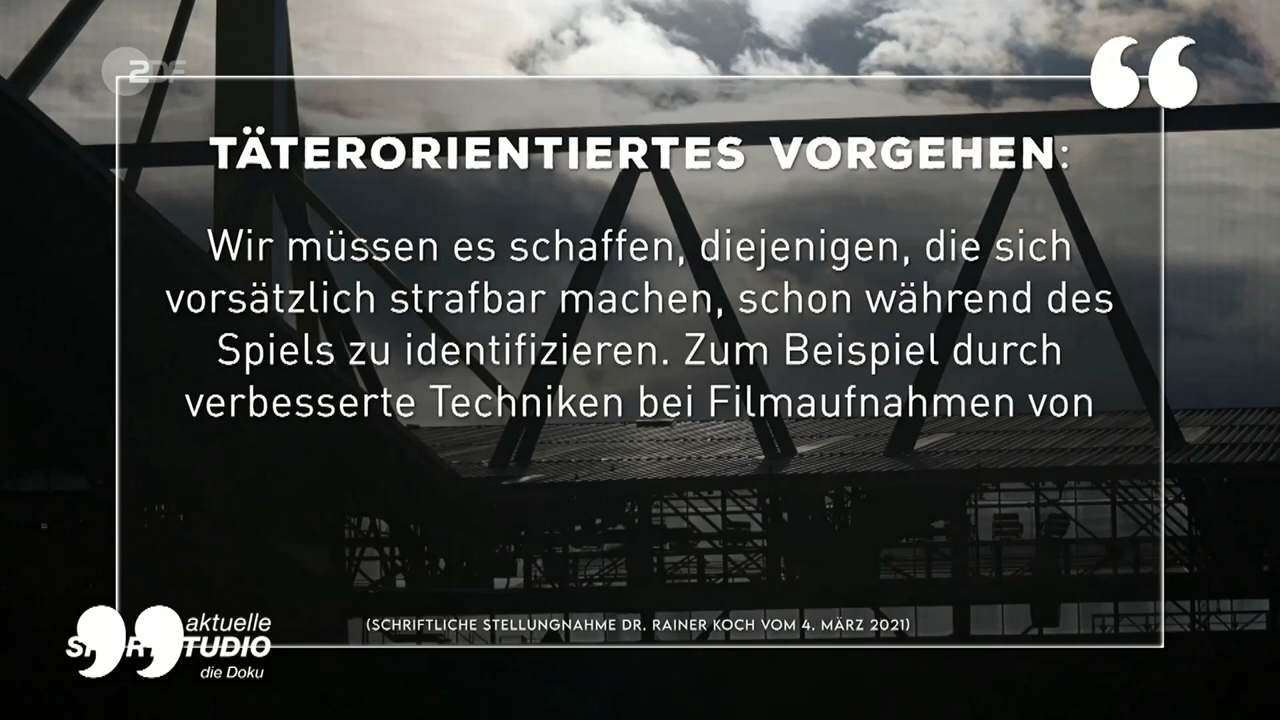 ZDF
TÄTERORIENTIERTES VORGEHEN:
Wir müssen es schaffen, diejenigen, die sich
vorsätzlich strafbar machen, schon während des
Spiels zu identifizieren. Zum Beispiel durch
verbesserte Techniken bei Filmaufnahmen von
(SCHRIFTLICHE STELLUNGNAHME DR. RAINER KOCH VOM 4. MÄRZ 2021)
aktuelle
SPORTSTUDIO
die Doku